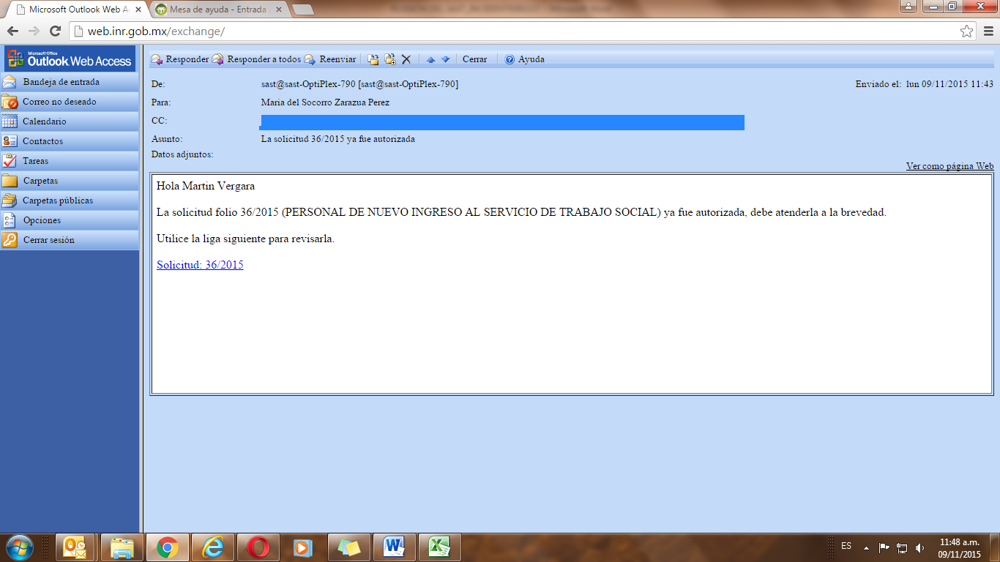 Microsoft Outlook Web A
Mesa de ayuda - Entrada
web.inr.gob.mx/exchange/
Microsoft Office
Outlook Web Access
Responder Responder a todos Reenviar Cerrar Ayuda
Bandeja de entrada
Correo no deseado
Calendario
Contactos
Tareas
Carpetas
Carpetas públicas
Opciones
Cerrar sesión
De: sast@sast-OptiPlex-790 [sast@sast-OptiPlex-790] Enviado el: lun 09/11/2015 11:43
Para: Maria del Socorro Zarazua Perez
CC:
Asunto: La solicitud 36/2015 ya fue autorizada
Datos adjuntos:
Ver como página Web
Hola Martin Vergara
La solicitud folio 36/2015 (PERSONAL DE NUEVO INGRESO AL SERVICIO DE TRABAJO SOCIAL) ya fue autorizada, debe atenderla a la brevedad.
Utilice la liga siguiente para revisarla.
Solicitud: 36/2015
ES
11:48 a.m.
09/11/2015